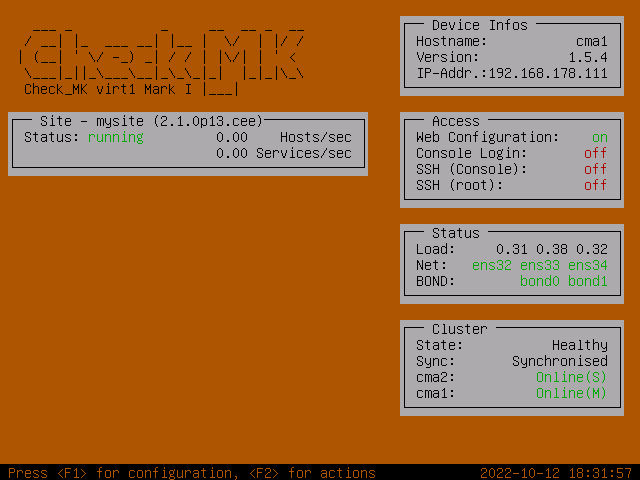 Check_MK virt1 Mark I
Site - mysite (2.1.0p13.cee)
Status: running 0.00 Hosts/sec
0.00 Services/sec
Device Infos
Hostname: cma1
Version: 1.5.4
IP-Addr.:192.168.178.111
Access
Web Configuration: on
Console Login: off
SSH (Console): off
SSH (root): off
Status
Load: 0.31 0.38 0.32
Net: ens32 ens33 ens34
BOND: bond0 bond1
Cluster
State: Healthy
Sync: Synchronised
cma2: Online(S)
cma1: Online(M)
Press <F1> for configuration, <F2> for actions 2022-10-12 18:31:57